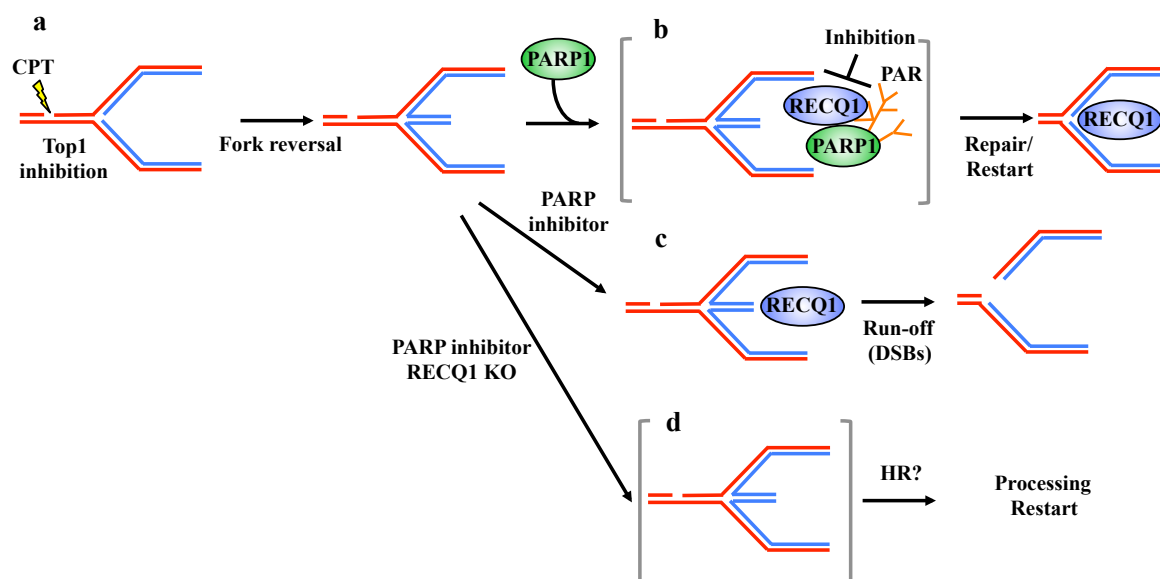 a
CPT
Top1
inhibition
Fork reversal
PARP1
b
Inhibition
PAR
RECQ1
PARP1
Repair/
Restart
RECQ1
PARP
inhibitor
c
RECQ1
Run-off
(DSBs)
PARP inhibitor
RECQ1 KO
d
HR?
Processing
Restart